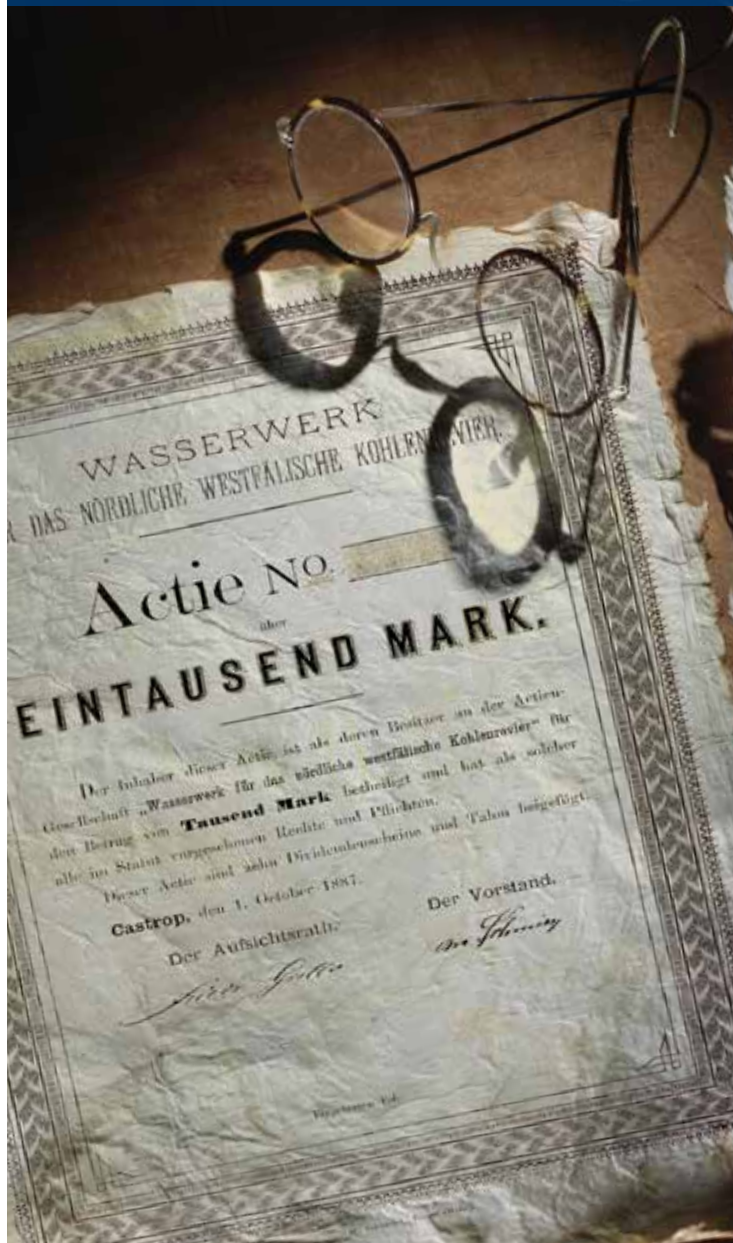 WASSERWERK
DAS NÖRDLICHE WESTFÄLISCHE KOHLENREVIER.
Actie No.
über
EINTAUSEND MARK.
Der Inhaber dieser Actie ist als deren Besitzer an der Actien-
Gesellschaft „Wasserwerk für das nördliche westfälische Kohlenrevier“ für
den Betrag von Tausend Mark betheiligt und hat als solcher
alle im Statut vorgesehenen Rechte und Pflichten.
Dieser Actie sind zehn Dividendenscheine und Talon beigefügt.
Castrop, den 1. October 1887.
Der Aufsichtsrath.
Der Vorstand.